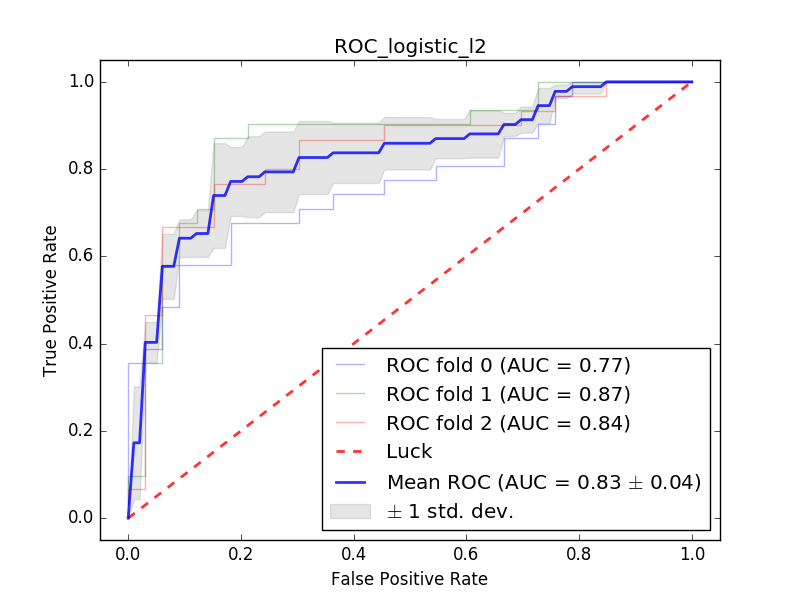 ROC_logistic_l2
True Positive Rate
1.0
0.8
0.6
0.4
0.2
0.0
ROC fold 0 (AUC = 0.77)
ROC fold 1 (AUC = 0.87)
ROC fold 2 (AUC = 0.84)
Luck
Mean ROC (AUC = 0.83 ± 0.04)
± 1 std. dev.
0.0 0.2 0.4 0.6 0.8 1.0
False Positive Rate